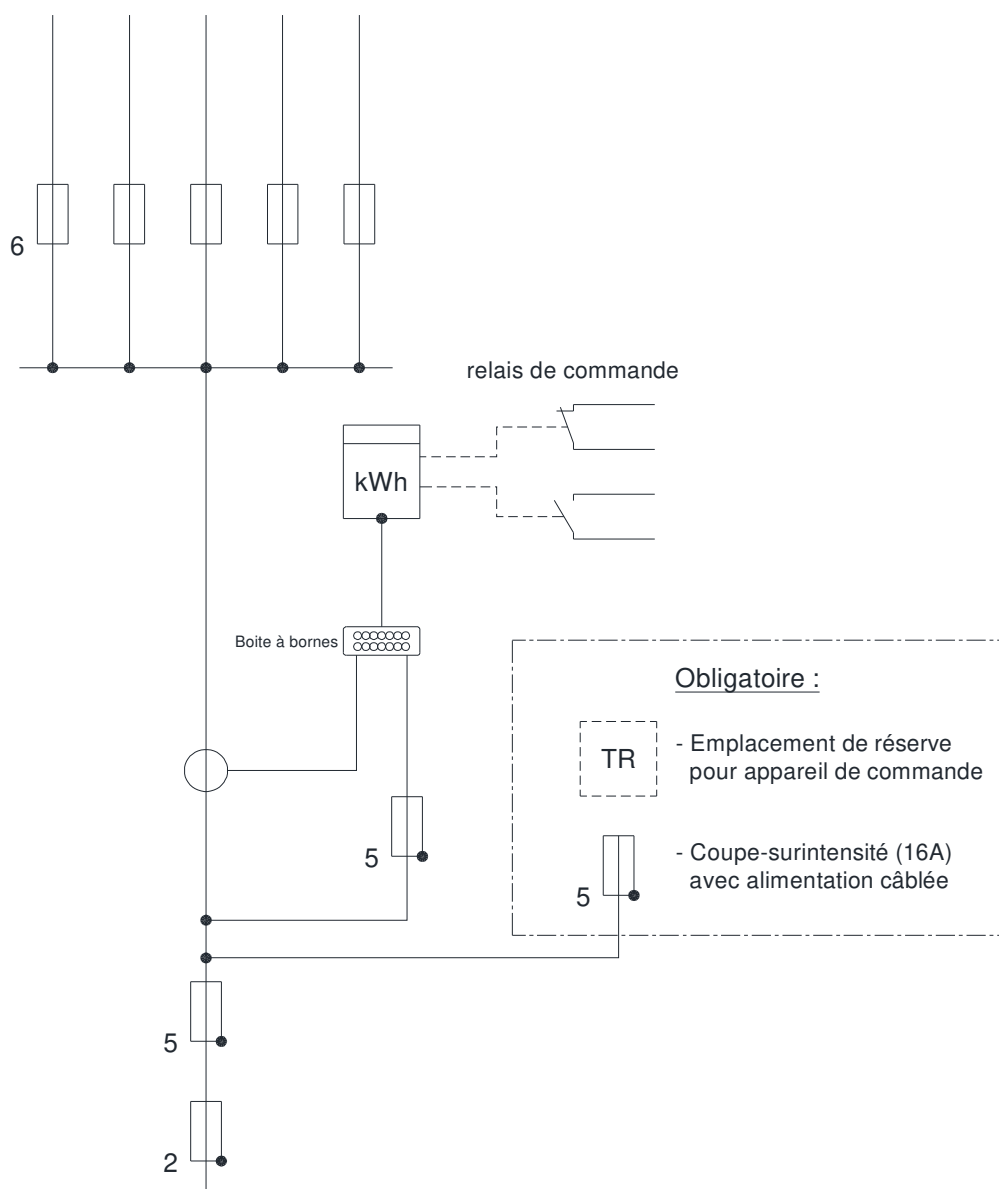 6
relais de commande
kWh
Boite à bornes
Obligatoire :
TR
- Emplacement de réserve
pour appareil de commande
5
- Coupe-surintensité (16A)
avec alimentation câblée
5
5
2